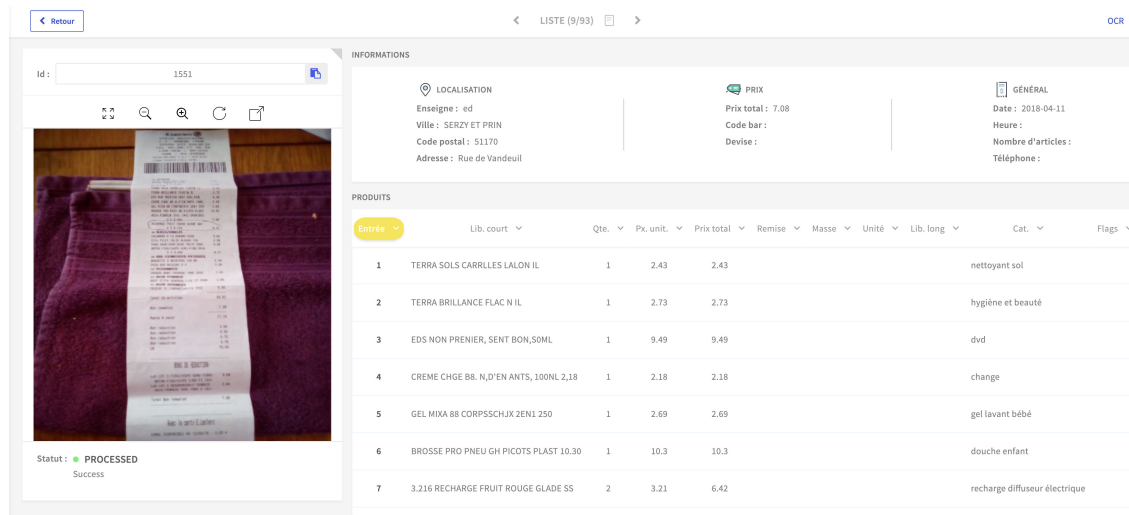 Retour
LISTE (9/93)
OCR
Id : 1551
INFORMATIONS
LOCALISATION
Enseigne : ed
Ville : SERZY ET PRIN
Code postal : 51170
Adresse : Rue de Vandeuil
PRIX
Prix total : 7.08
Code bar :
Devise :
GÉNÉRAL
Date : 2018-04-11
Heure :
Nombre d'articles :
Téléphone :
Statut : PROCESSED
Success
PRODUITS
Entrée Lib. court Qte. Px. unit. Prix total Remise Masse Unité Lib. long Cat. Flags
1 TERRA SOLS CARRLLES LALON IL 1 2.43 2.43 nettoyant sol
2 TERRA BRILLANCE FLAC N IL 1 2.73 2.73 hygiène et beauté
3 EDS NON PRENIER, SENT BON,S0ML 1 9.49 9.49 dvd
4 CREME CHGE B8. N,D'EN ANTS, 100NL 2,18 1 2.18 2.18 change
5 GEL MIXA 88 CORPSSCHJX 2EN1 250 1 2.69 2.69 gel lavant bébé
6 BROSSE PRO PNEU GH PICOTS PLAST 10.30 1 10.3 10.3 douche enfant
7 3.216 RECHARGE FRUIT ROUGE GLADE SS 2 3.21 6.42 recharge diffuseur électrique